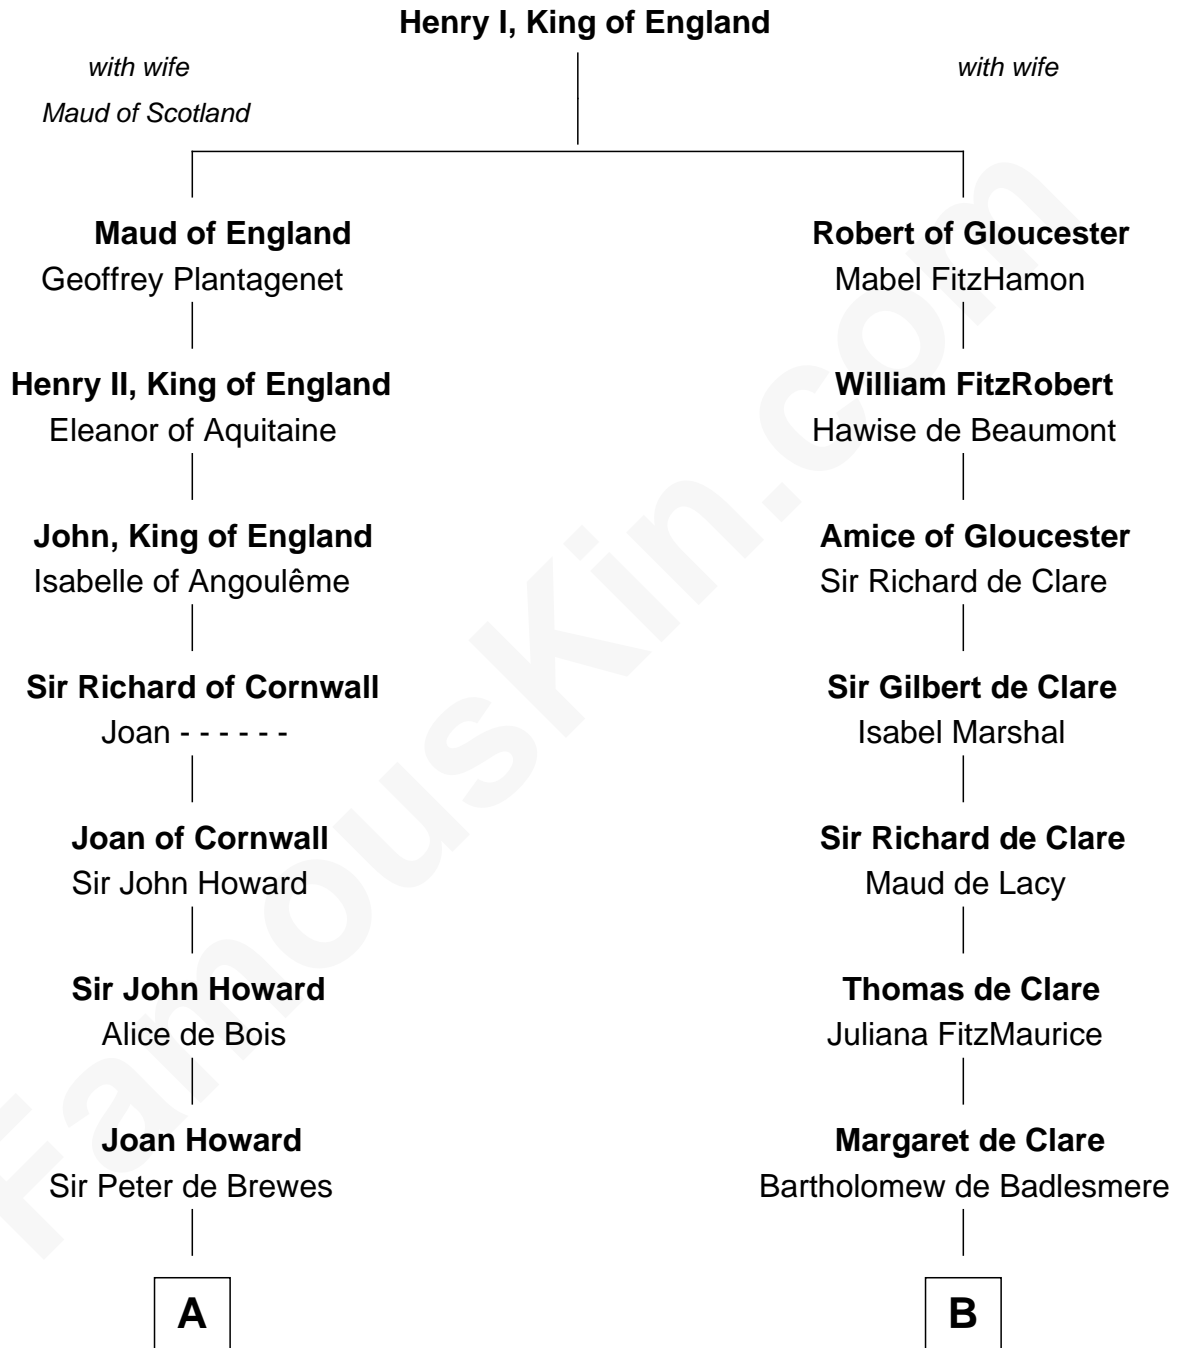 Henry I, King of England
with wife
Maud of Scotland
with wife
Maud of England
Geoffrey Plantagenet
Robert of Gloucester
Mabel FitzHamon
Henry II, King of England
Eleanor of Aquitaine
William FitzRobert
Hawise de Beaumont
John, King of England
Isabelle of Angoulême
Amice of Gloucester
Sir Richard de Clare
Sir Richard of Cornwall
Joan - - - - - -
Sir Gilbert de Clare
Isabel Marshal
Joan of Cornwall
Sir John Howard
Sir Richard de Clare
Maud de Lacy
Sir John Howard
Alice de Bois
Thomas de Clare
Juliana FitzMaurice
Joan Howard
Sir Peter de Brewes
Margaret de Clare
Bartholomew de Badlesmere
A
B
FamousKin.com